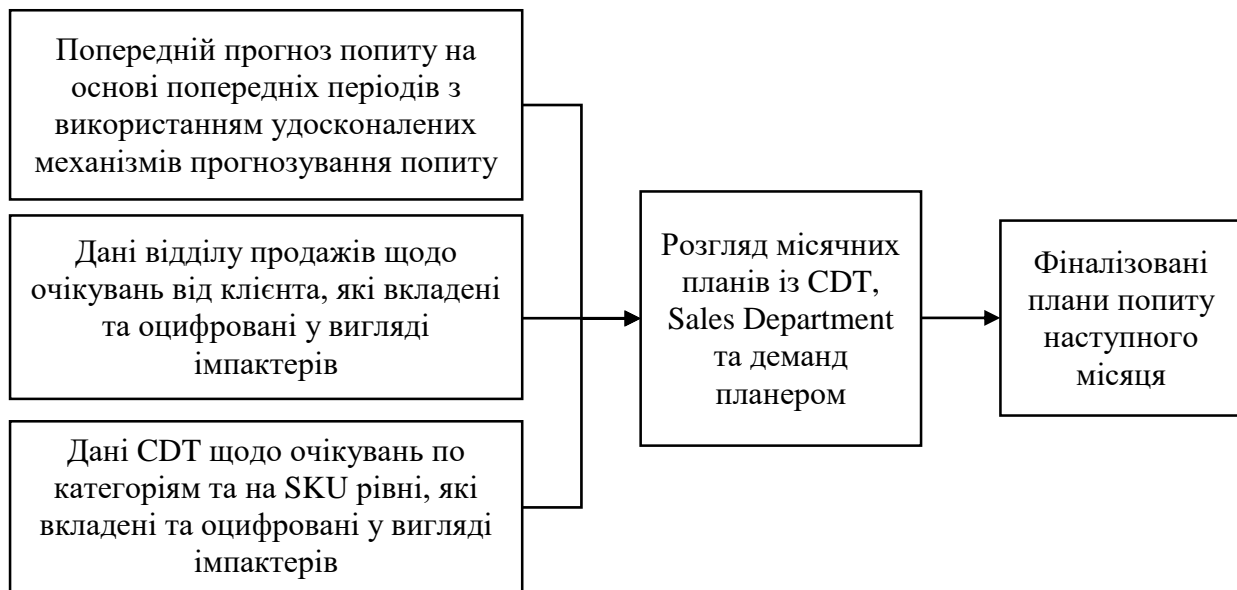 Попередній прогноз попиту на
основі попередніх періодів з
використанням удосконалених
механізмів прогнозування попиту
Дані відділу продажів щодо
очікувань від клієнта, які вкладені
та оцифровані у вигляді
імпактерів
Дані CDT щодо очікувань по
категоріям та на SKU рівні, які
вкладені та оцифровані у вигляді
імпактерів
Розгляд місячних
планів із CDT,
Sales Department
та деманд
планером
Фіналізовані
плани попиту
наступного
місяця